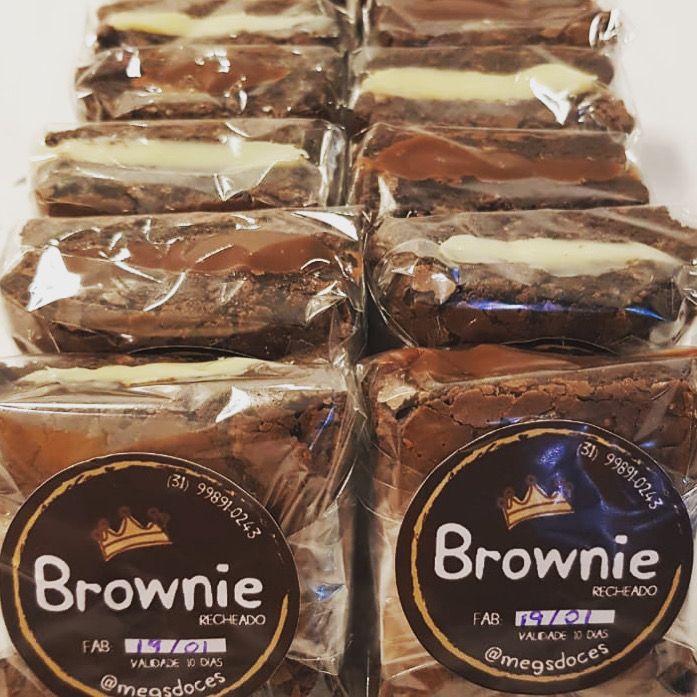 (31) 99891-0243
Brownie
RECHEADO
FAB: 19/01
VALIDADE 10 DIAS
@megsdoces
(31) 99891-0243
Brownie
RECHEADO
FAB: 19/01
VALIDADE 10 DIAS
@megsdoces